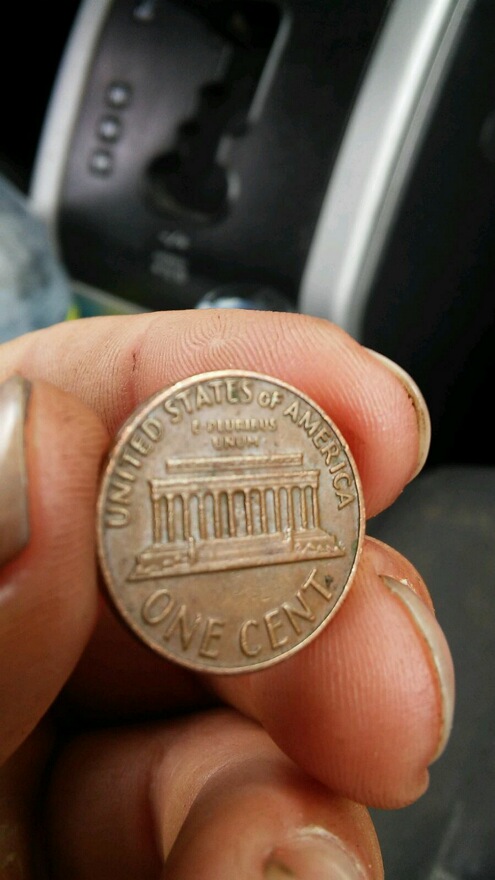 UNITED STATES OF AMERICA
E PLURIBUS
UNUM
ONE CENT